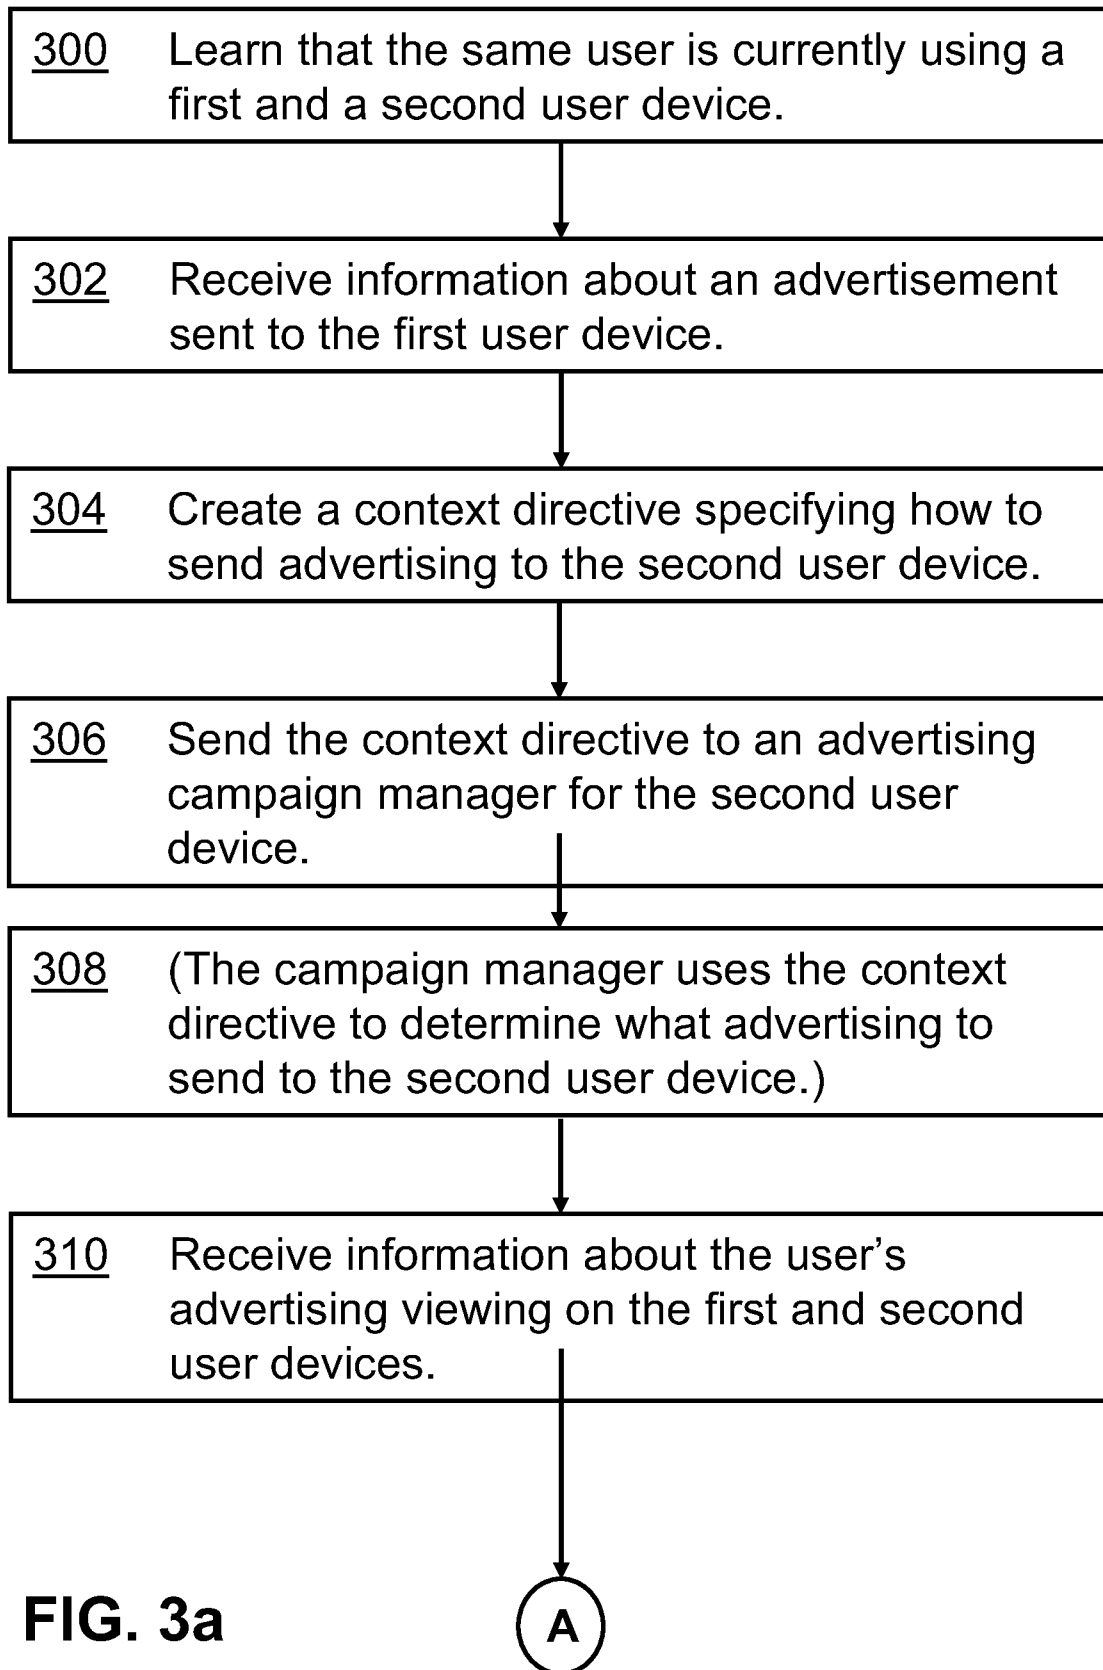 300 Learn that the same user is currently using a
first and a second user device.
302 Receive information about an advertisement
sent to the first user device.
304 Create a context directive specifying how to
send advertising to the second user device.
306 Send the context directive to an advertising
campaign manager for the second user
device.
308 (The campaign manager uses the context
directive to determine what advertising to
send to the second user device.)
310 Receive information about the user’s
advertising viewing on the first and second
user devices.
FIG. 3a
A